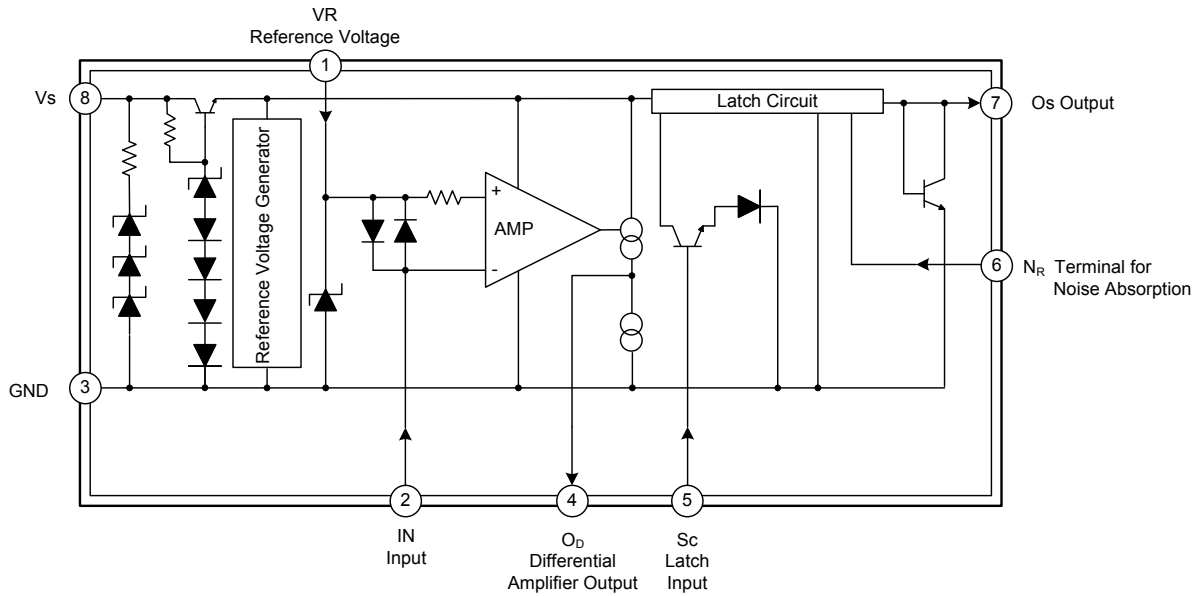 VR
Reference Voltage
1
Vs
8
Latch Circuit
7
Os Output
Reference Voltage Generator
+
AMP
-
6
NR Terminal for
Noise Absorption
GND
3
2
4
5
IN
Input
OD
Differential
Amplifier Output
Sc
Latch
Input